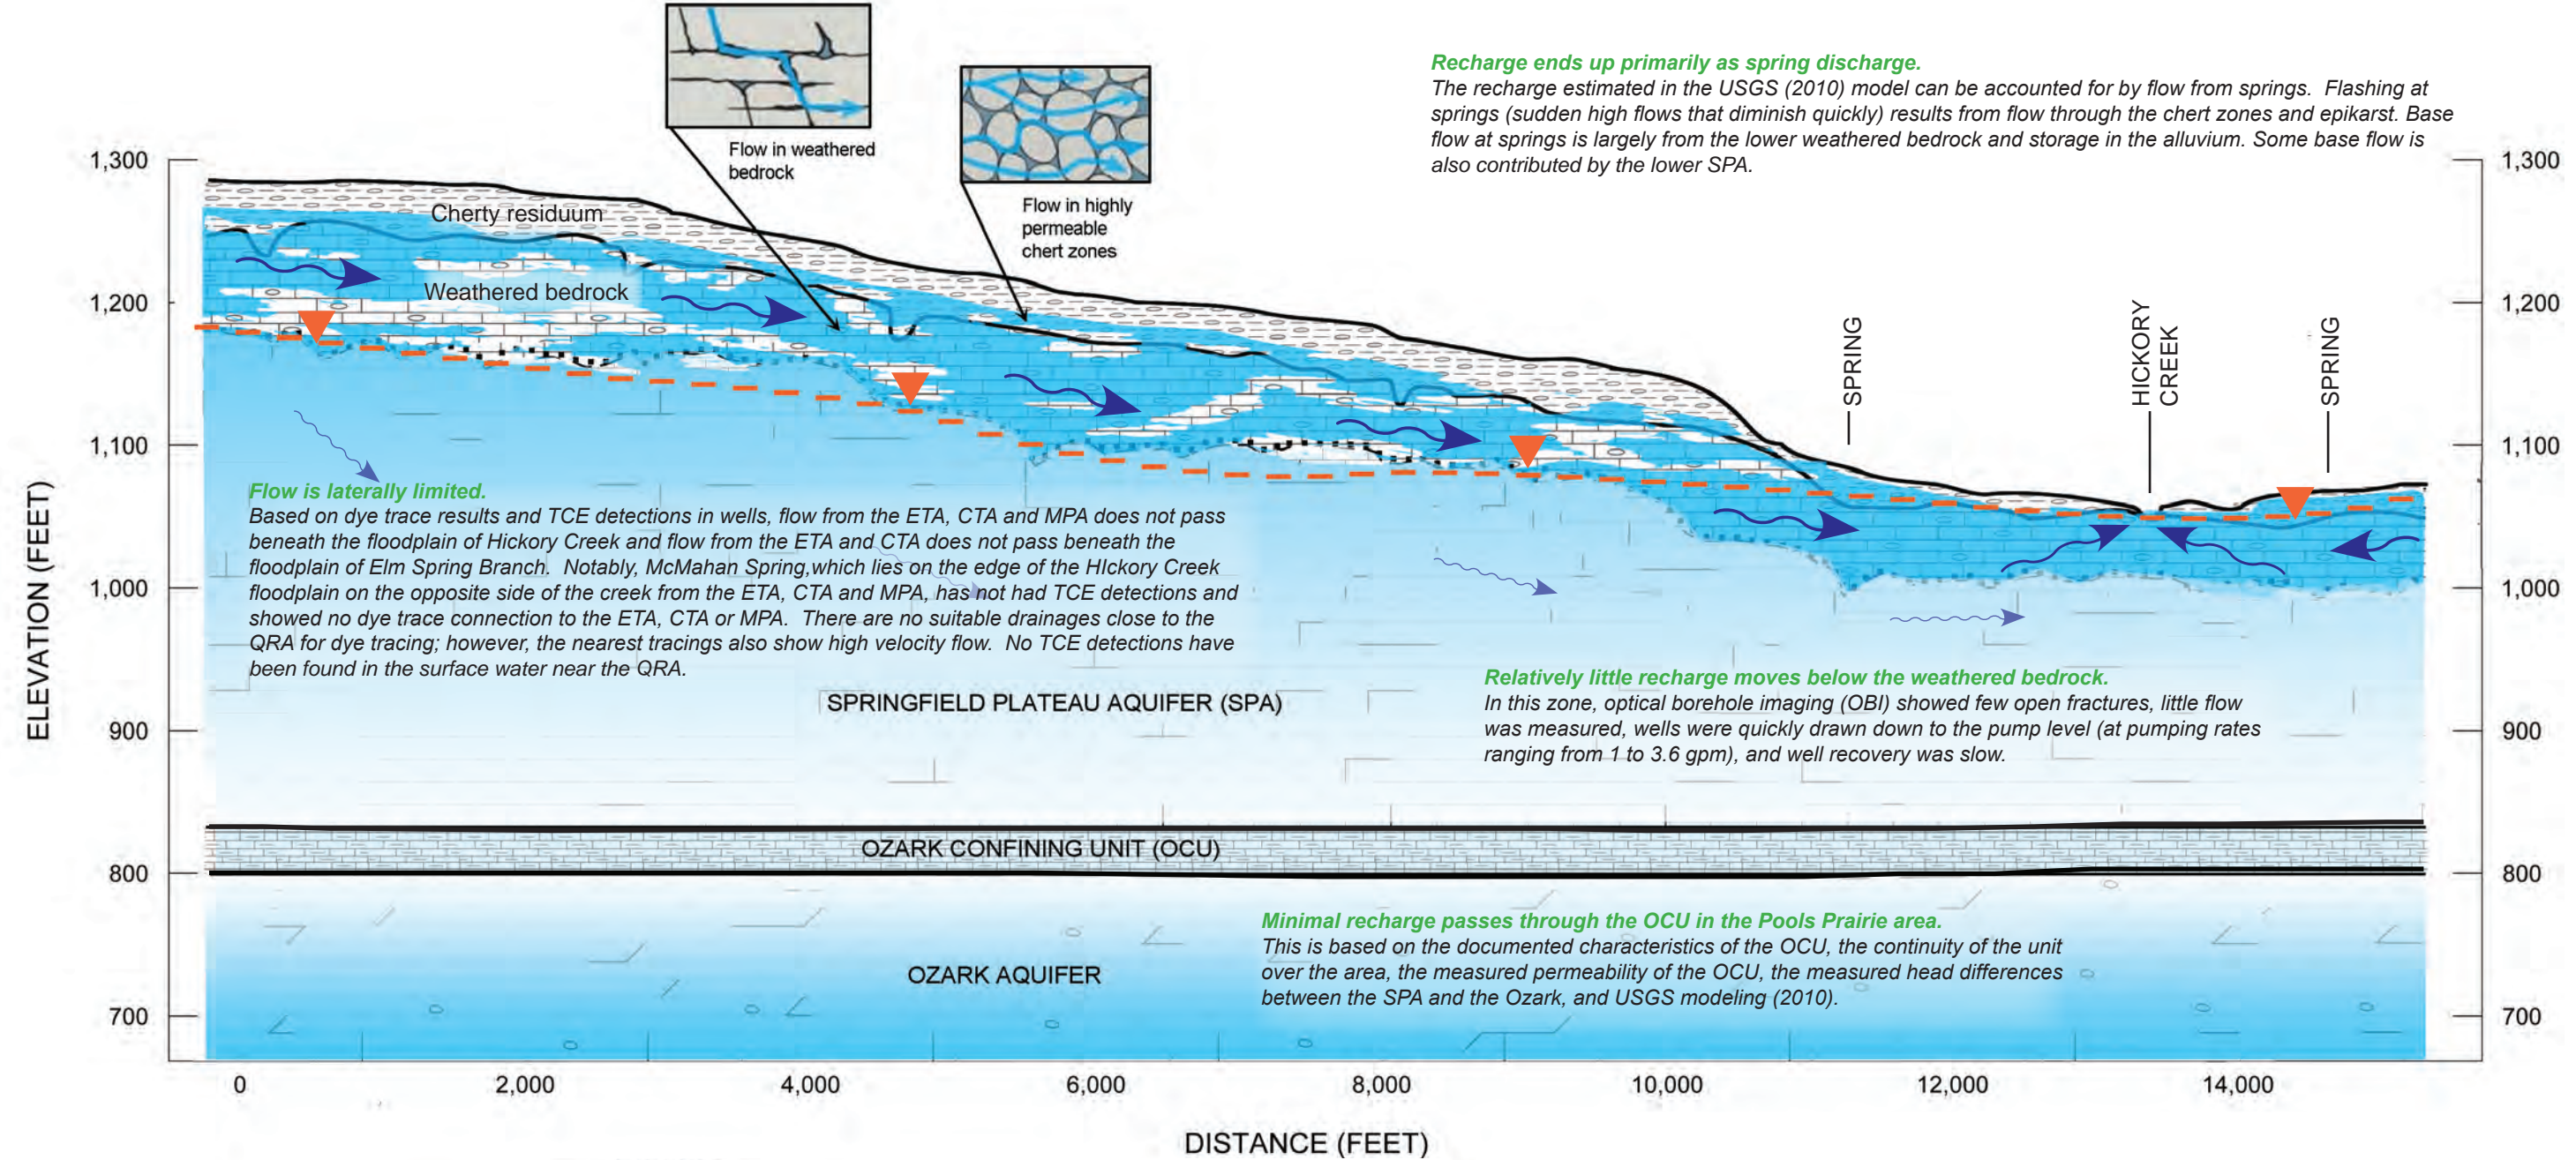 Recharge ends up primarily as spring discharge.
The recharge estimated in the USGS (2010) model can be accounted for by flow from springs. Flashing at
springs (sudden high flows that diminish quickly) results from flow through the chert zones and epikarst. Base
flow at springs is largely from the lower weathered bedrock and storage in the alluvium. Some base flow is
also contributed by the lower SPA.
Flow in weathered
bedrock
Flow in highly
permeable
chert zones
Cherty residuum
Weathered bedrock
SPRING
HICKORY
CREEK
SPRING
ELEVATION (FEET)
1,300
1,200
1,100
1,000
900
800
700
1,300
1,200
1,100
1,000
900
800
700
Flow is laterally limited.
Based on dye trace results and TCE detections in wells, flow from the ETA, CTA and MPA does not pass
beneath the floodplain of Hickory Creek and flow from the ETA and CTA does not pass beneath the
floodplain of Elm Spring Branch. Notably, McMahan Spring,which lies on the edge of the HIckory Creek
floodplain on the opposite side of the creek from the ETA, CTA and MPA, has not had TCE detections and
showed no dye trace connection to the ETA, CTA or MPA. There are no suitable drainages close to the
QRA for dye tracing; however, the nearest tracings also show high velocity flow. No TCE detections have
been found in the surface water near the QRA.
SPRINGFIELD PLATEAU AQUIFER (SPA)
Relatively little recharge moves below the weathered bedrock.
In this zone, optical borehole imaging (OBI) showed few open fractures, little flow
was measured, wells were quickly drawn down to the pump level (at pumping rates
ranging from 1 to 3.6 gpm), and well recovery was slow.
OZARK CONFINING UNIT (OCU)
Minimal recharge passes through the OCU in the Pools Prairie area.
This is based on the documented characteristics of the OCU, the continuity of the unit
over the area, the measured permeability of the OCU, the measured head differences
between the SPA and the Ozark, and USGS modeling (2010).
OZARK AQUIFER
0
2,000
4,000
6,000
8,000
10,000
12,000
14,000
DISTANCE (FEET)